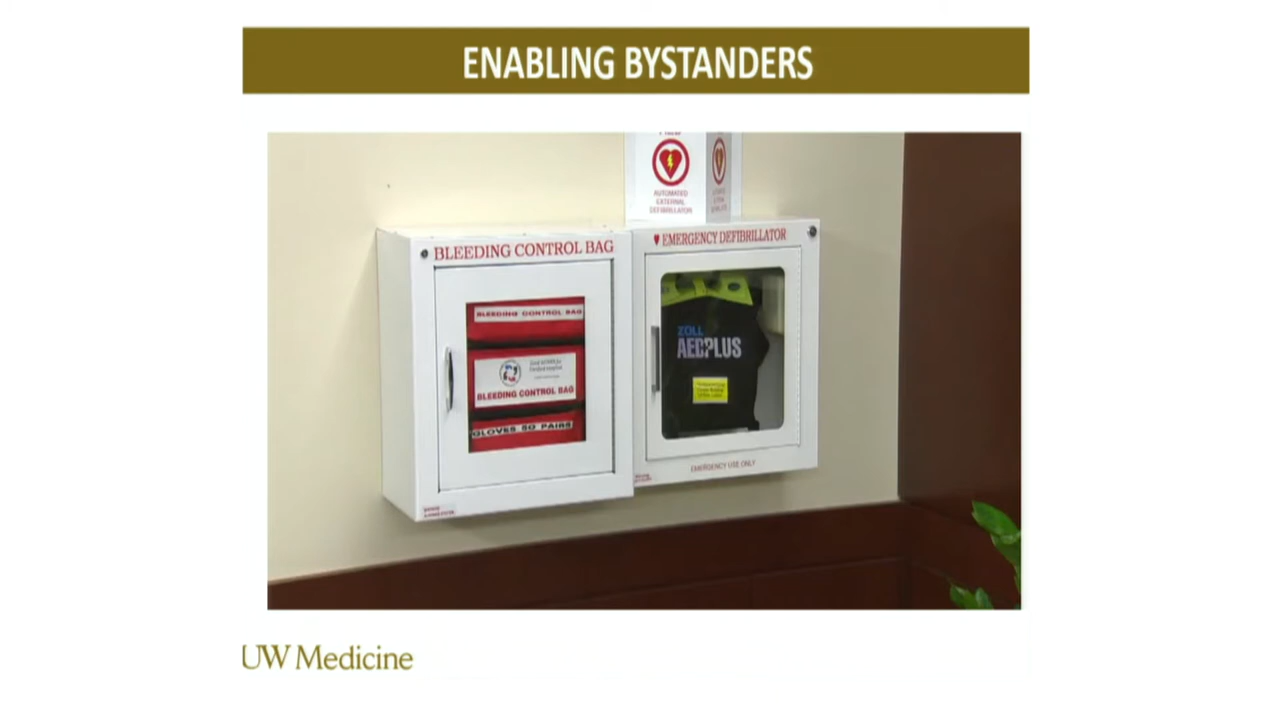 ENABLING BYSTANDERS
AUTOMATED
EXTERNAL
DEFIBRILLATOR
BLEEDING CONTROL BAG
EMERGENCY DEFIBRILLATOR
BLEEDING CONTROL BAG
BLEEDING CONTROL BAG
GLOVES 50 PAIRS
ZOLL
AEDPLUS
EMERGENCY USE ONLY
UW Medicine